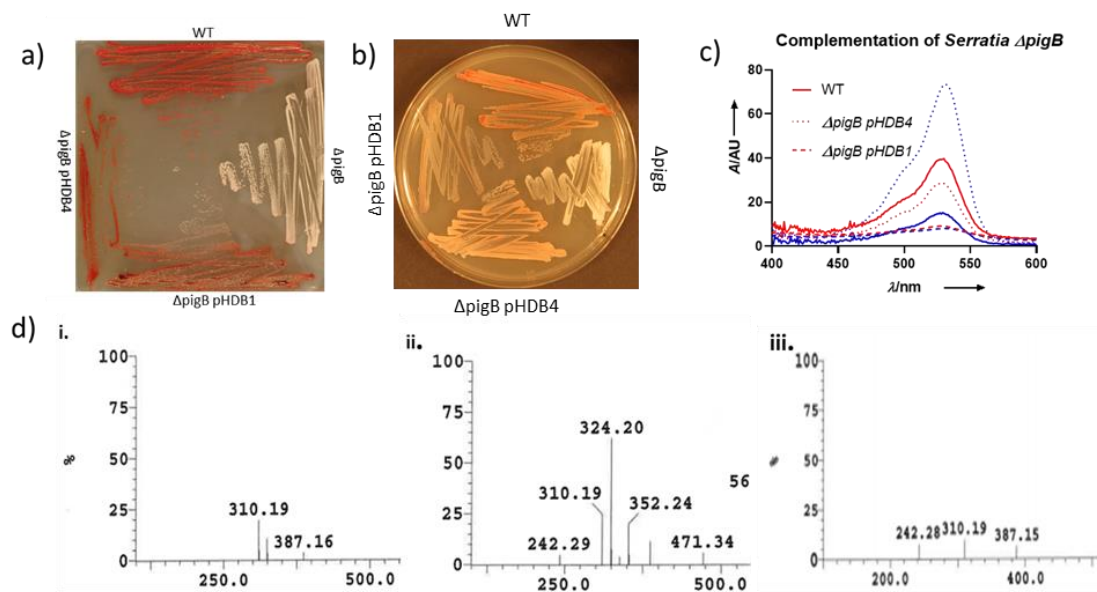 a)
WT
ΔpigB pHDB4
ΔpigB
ΔpigB pHDB1
b)
WT
ΔpigB pHDB1
ΔpigB
ΔpigB pHDB4
c)
Complementation of Serratia ΔpigB
80
60
40
20
0
A/AU
WT
ΔpigB pHDB4
ΔpigB pHDB1
400 450 500 550 600
λ/nm
d)
i.
100
75
50
25
0
%
310.19
387.16
250.0 500.0
ii.
100
75
50
25
0
324.20
310.19
352.24
242.29
471.34
56
250.0 500.0
iii.
100
75
50
25
0
%
242.28
310.19
387.15
200.0 400.0